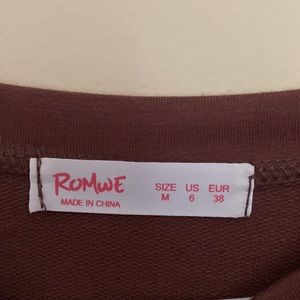 ROMWE
MADE IN CHINA
SIZE US EUR
M 6 38